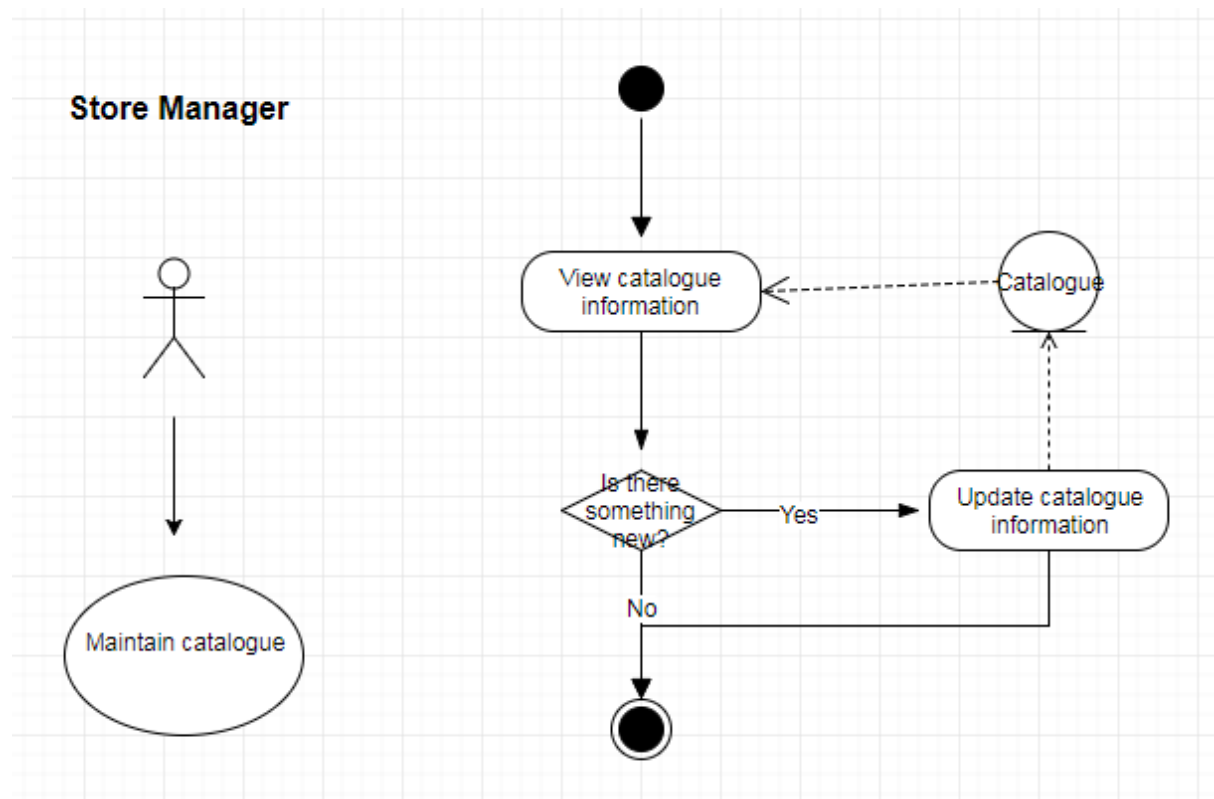 Store Manager
View catalogue
information
Catalogue
Is there
something
new?
Yes
Update catalogue
information
No
Maintain catalogue